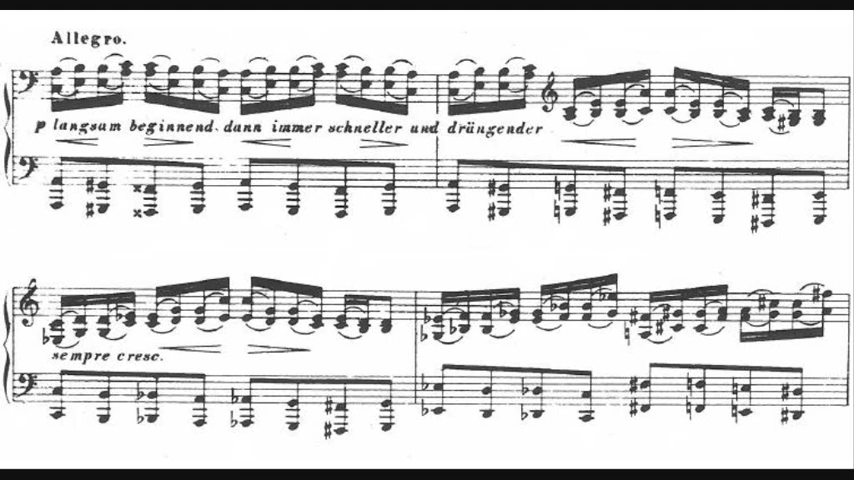 Allegro.
p langsam beginnend. dann immer schneller und drängender
sempre cresc.